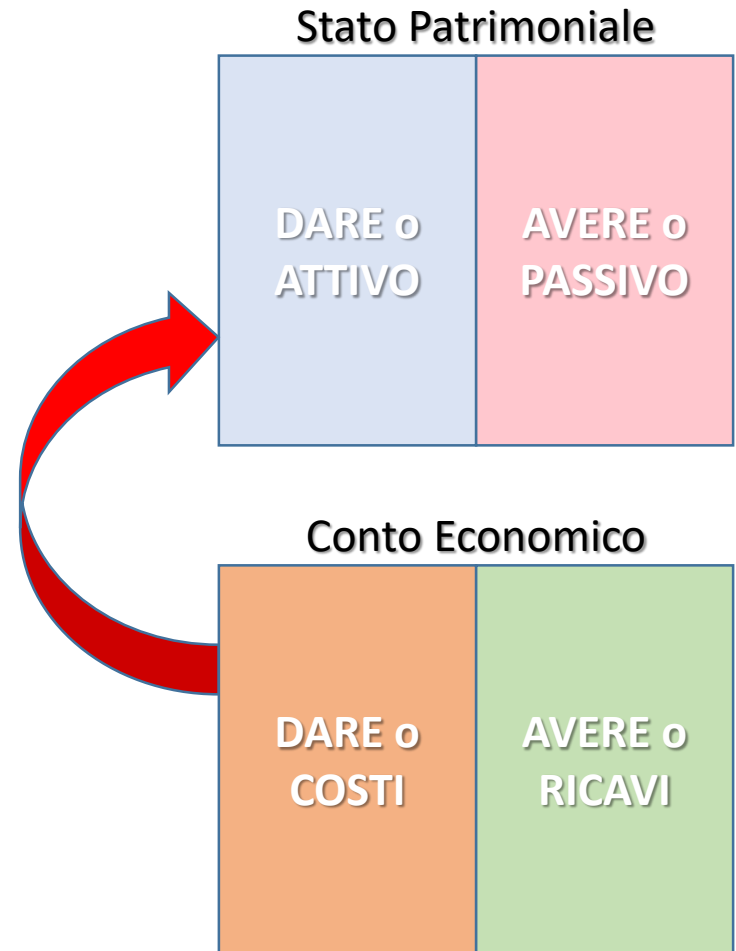 Stato Patrimoniale
DARE o
ATTIVO
AVERE o
PASSIVO
Conto Economico
DARE o
COSTI
AVERE o
RICAVI